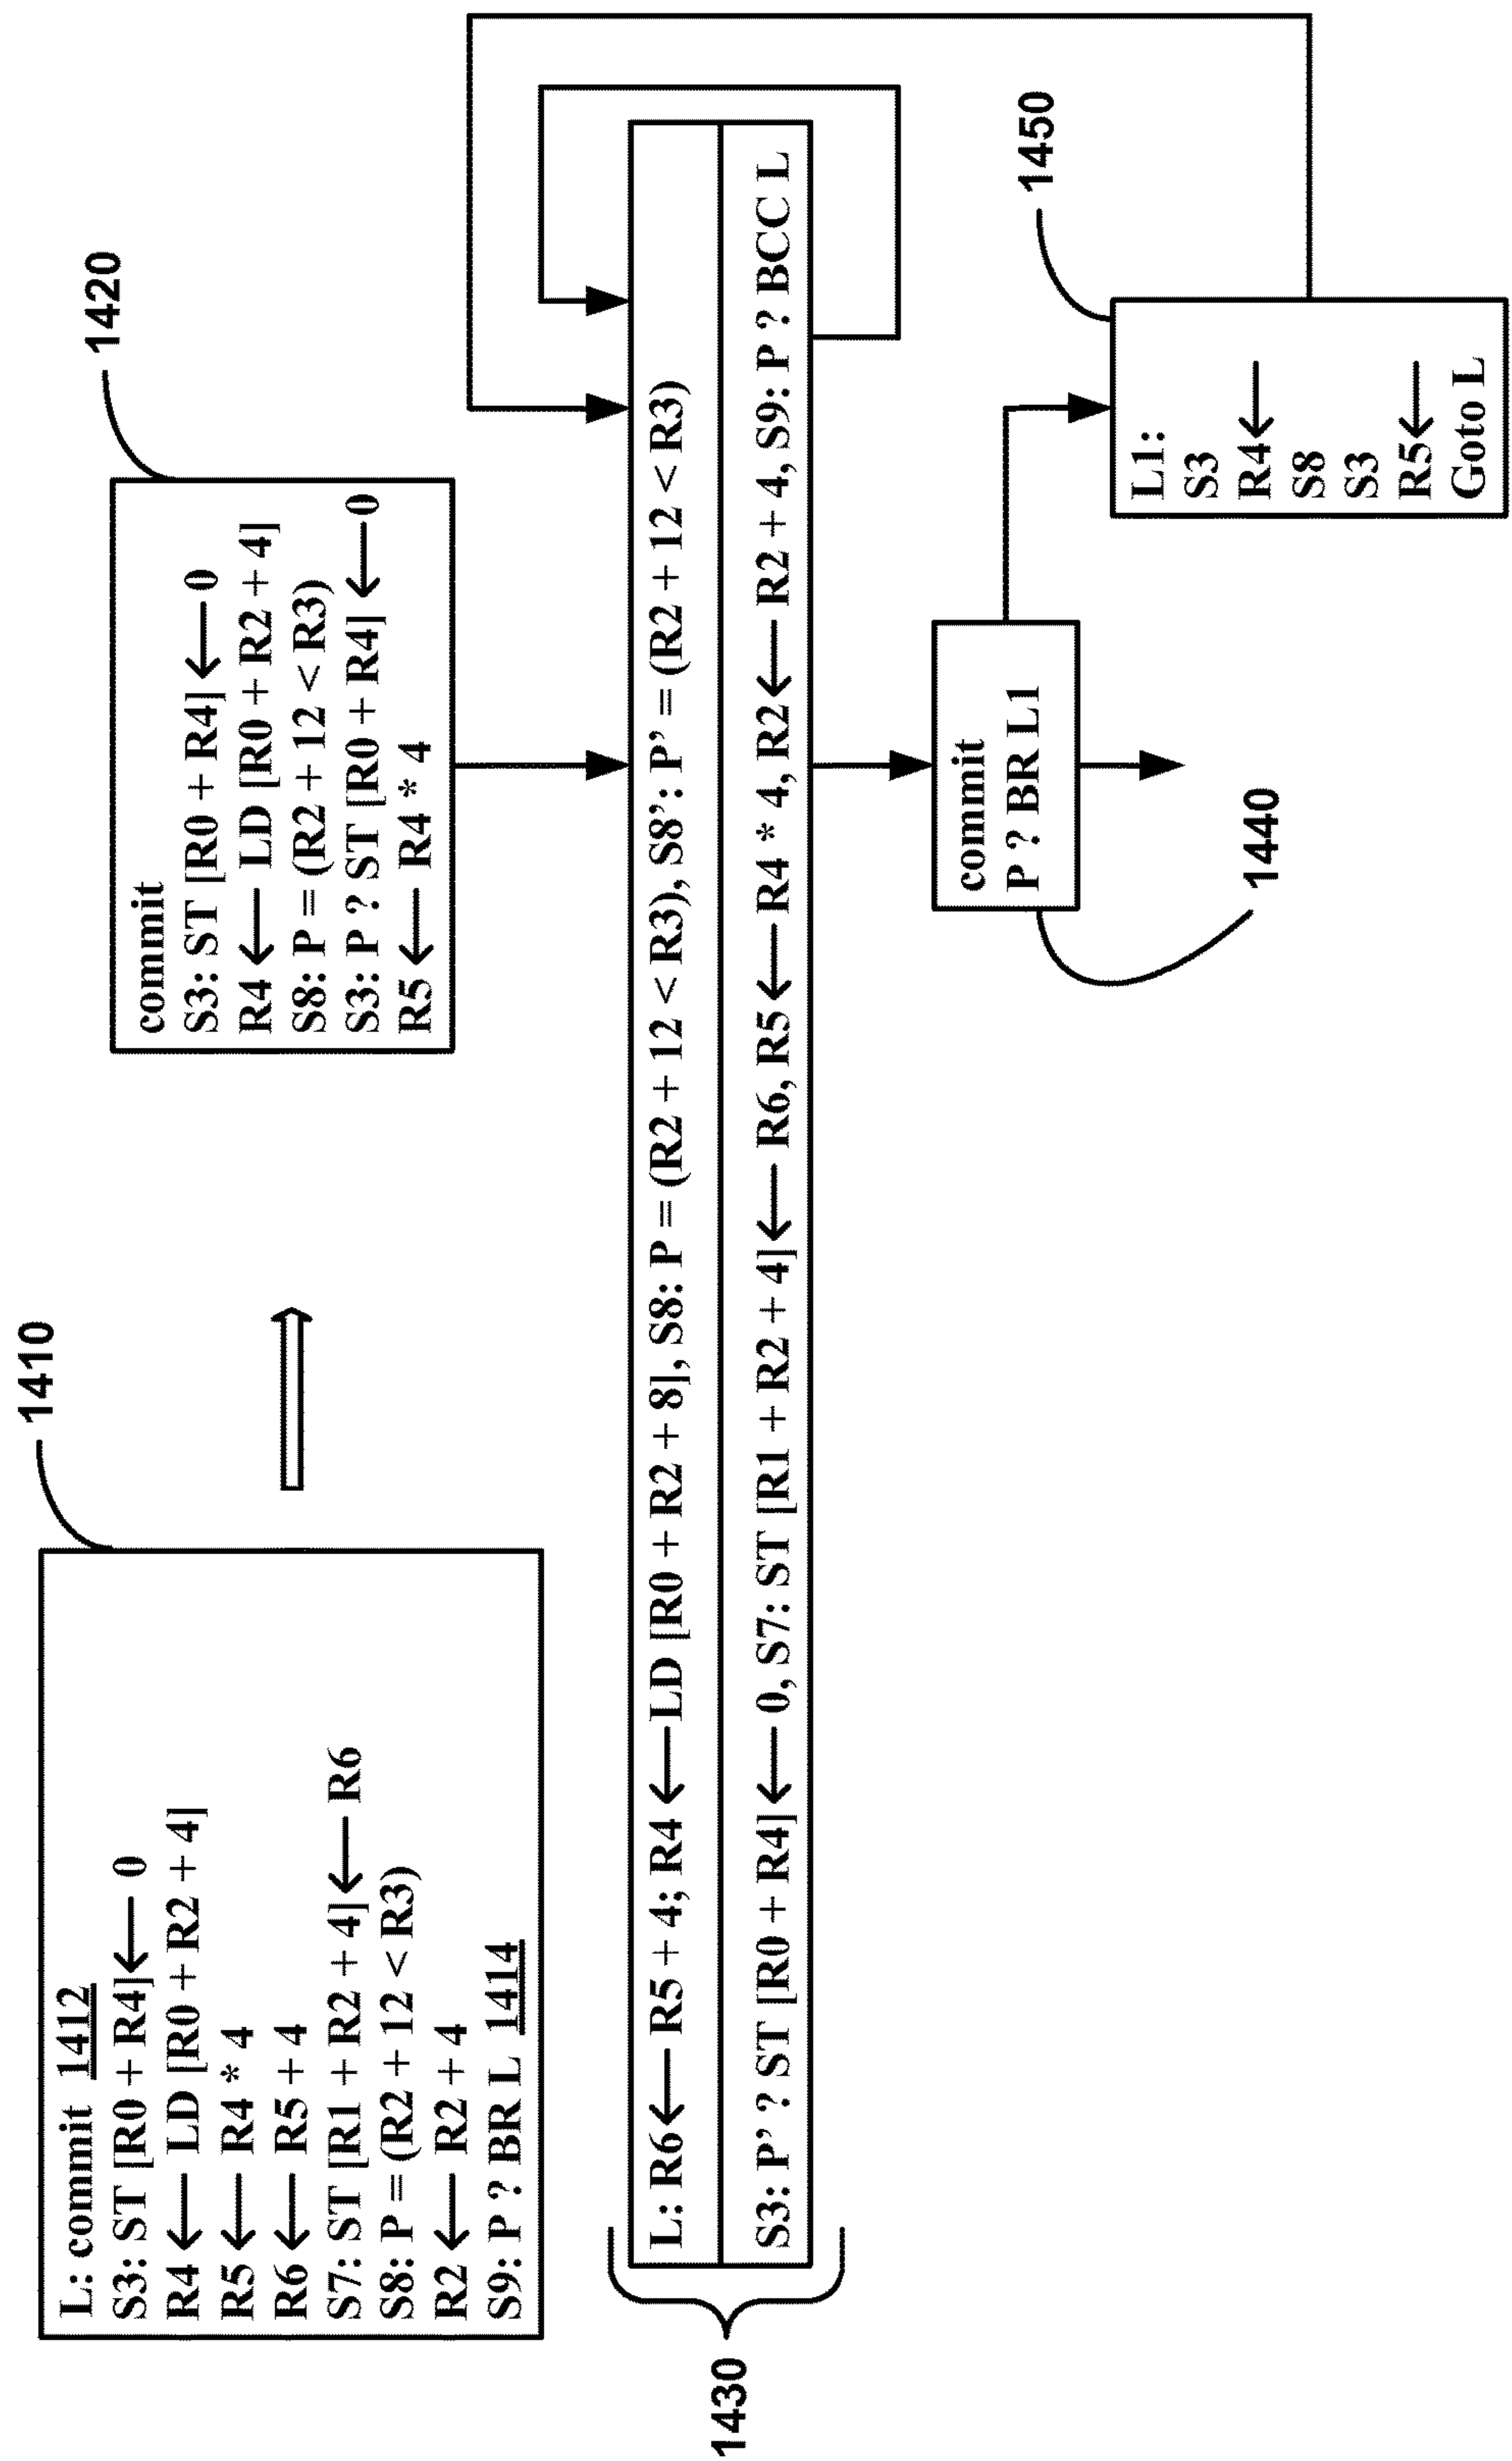 1410
L: commit 1412
S3: ST [R0 + R4]← 0
R4 ← LD [R0 + R2 + 4]
R5 ← R4 * 4
R6 ← R5 + 4
S7: ST [R1 + R2 + 4]← R6
S8: P = (R2 + 12 < R3)
R2 ← R2 + 4
S9: P ? BR L 1414
1420
commit
S3: ST [R0 + R4] ←0
R4 ← LD [R0 + R2 + 4]
S8: P = (R2 + 12 < R3)
S3: P ? ST [R0 + R4] ←0
R5 ← R4 * 4
1430
L: R6← R5 + 4; R4 ←LD [R0 + R2 + 8], S8: P = (R2 + 12 < R3), S8’: P’ = (R2 + 12 < R3)
S3: P’ ? ST [R0 + R4]← 0, S7: ST [R1 + R2 + 4]← R6, R5←R4 * 4, R2← R2 + 4, S9: P ? BCC L
commit
P ? BR L1
1440
1450
L1:
S3
R4←
S8
S3
R5←
Goto L